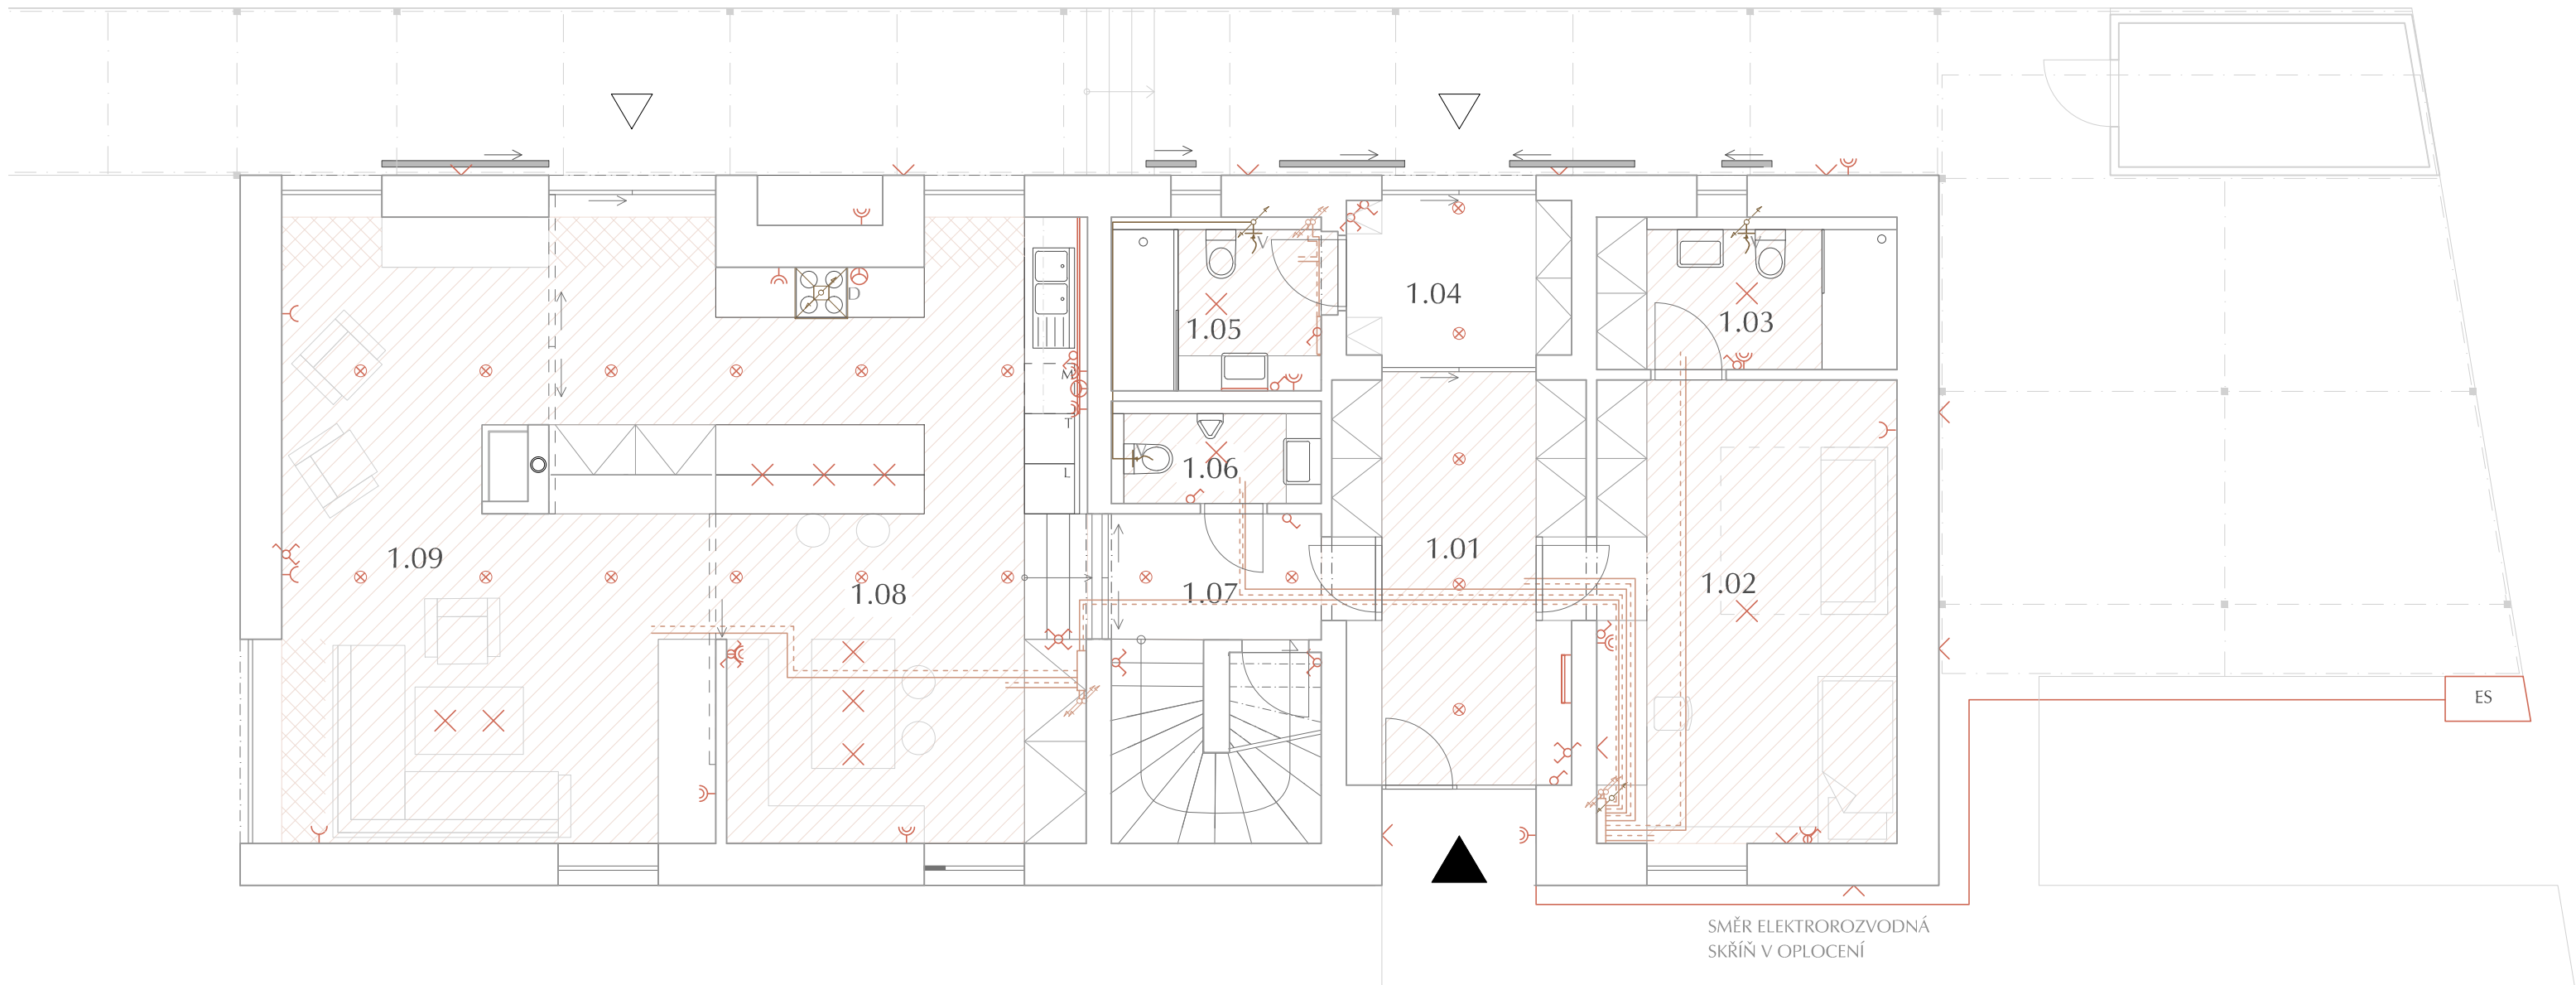 D
V
V
1.04
1.05
1.03
M
T
V
1.06
L
1.09
1.01
1.08
1.07
1.02
ES
SMĚR ELEKTROROZVODNÁ
SKŘÍŇ V OPLOCENÍ